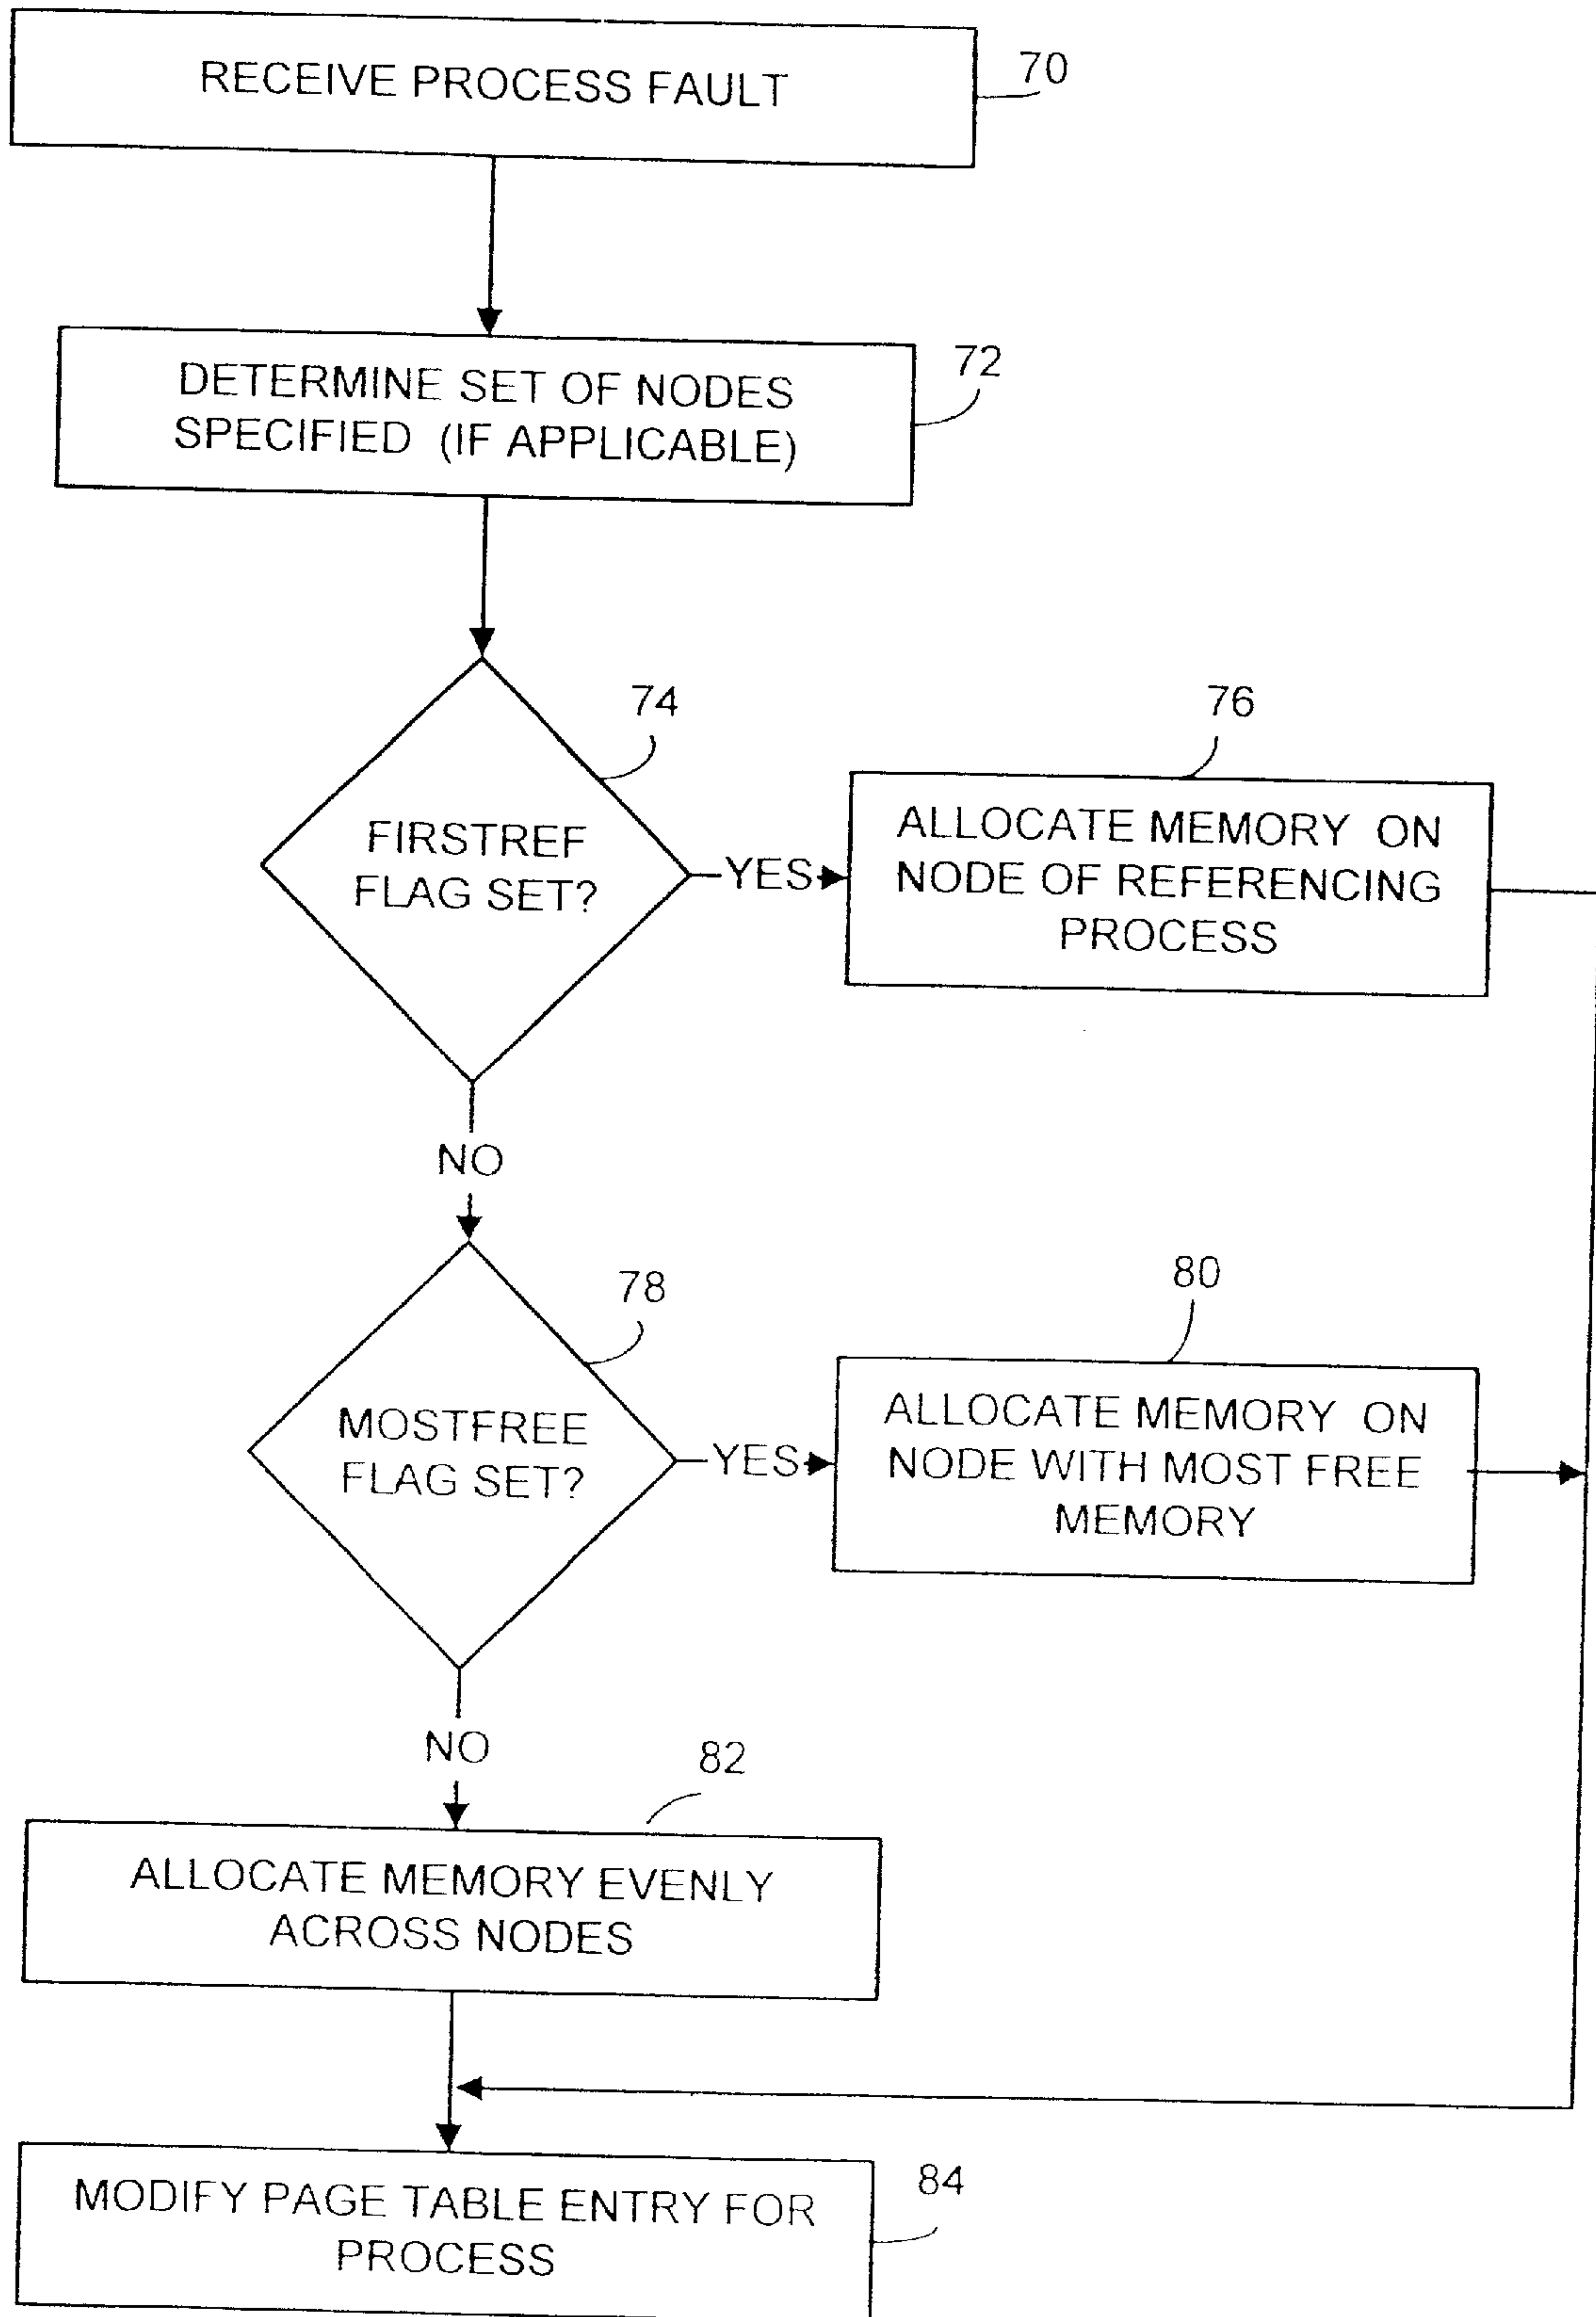 RECEIVE PROCESS FAULT
70
DETERMINE SET OF NODES
SPECIFIED (IF APPLICABLE)
72
74
FIRSTREF
FLAG SET?
YES
76
ALLOCATE MEMORY ON
NODE OF REFERENCING
PROCESS
NO
78
MOSTFREE
FLAG SET?
YES
80
ALLOCATE MEMORY ON
NODE WITH MOST FREE
MEMORY
NO
82
ALLOCATE MEMORY EVENLY
ACROSS NODES
MODIFY PAGE TABLE ENTRY FOR
PROCESS
84